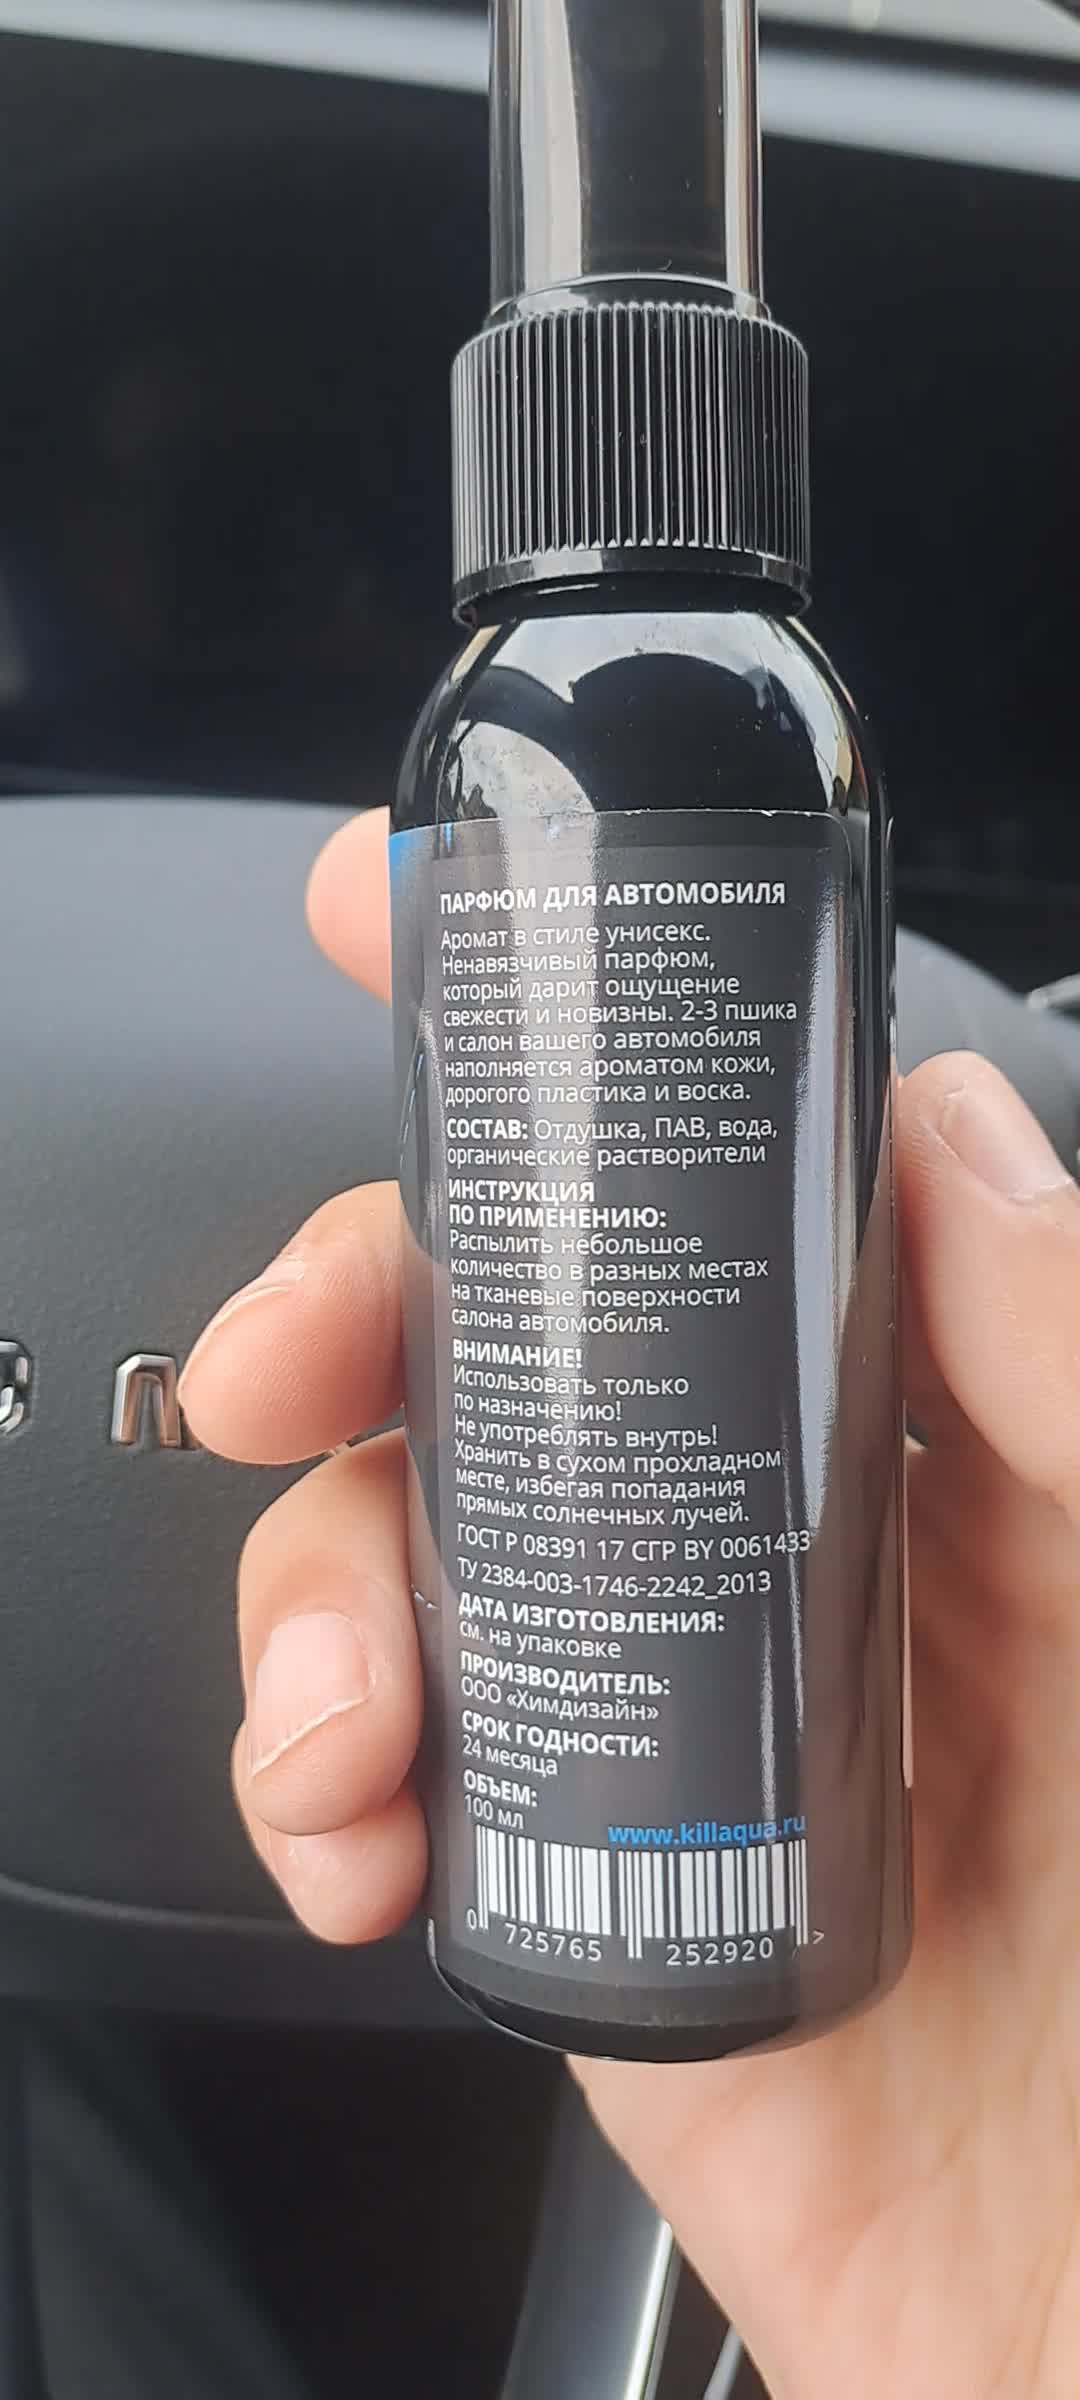 ПАРФЮМ ДЛЯ АВТОМОБИЛЯ
Аромат в стиле унисекс.
Ненавязчивый парфюм,
который дарит ощущение
свежести и новизны. 2-3 пшика
и салон вашего автомобиля
наполняется ароматом кожи,
дорогого пластика и воска.
СОСТАВ: Отдушка, ПАВ, вода,
органические растворители
ИНСТРУКЦИЯ
ПО ПРИМЕНЕНИЮ:
Распылить небольшое
количество в разных местах
на тканевые поверхности
салона автомобиля.
ВНИМАНИЕ!
Использовать только
по назначению!
Не употреблять внутрь!
Хранить в сухом прохладном
месте, избегая попадания
прямых солнечных лучей.
ГОСТ Р 08391 17 СГР BY 0061433
ТУ 2384-003-1746-2242_2013
ДАТА ИЗГОТОВЛЕНИЯ:
см. на упаковке
ПРОИЗВОДИТЕЛЬ:
ООО «Химдизайн»
СРОК ГОДНОСТИ:
24 месяца
ОБЪЕМ:
100 мл
www.killaqua.ru
0 725765 252920 >